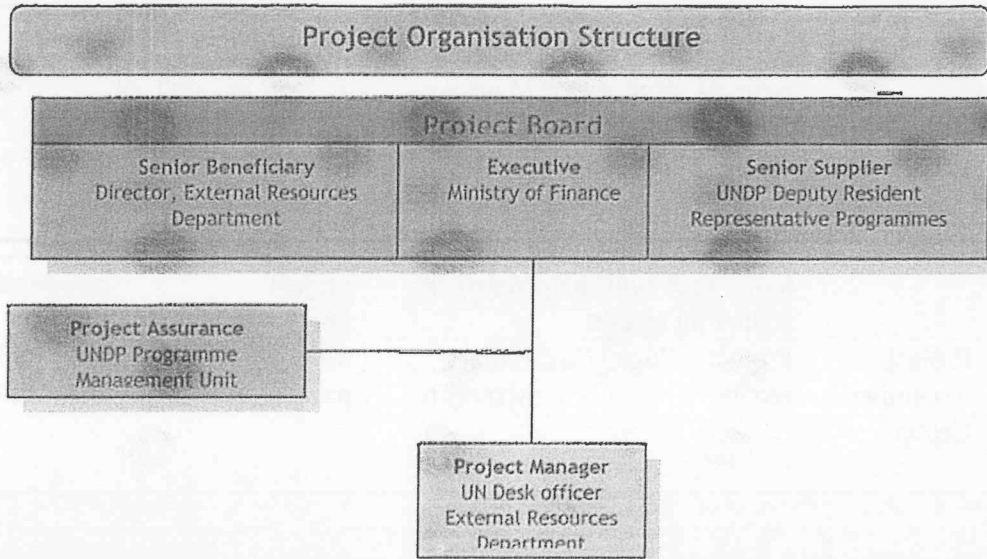 Project Organisation Structure
Project Board
Senior Beneficiary
Director, External Resources
Department
Executive
Ministry of Finance
Senior Supplier
UNDP Deputy Resident
Representative Programmes
Project Assurance
UNDP Programme
Management Unit
Project Manager
UN Desk officer
External Resources
Department